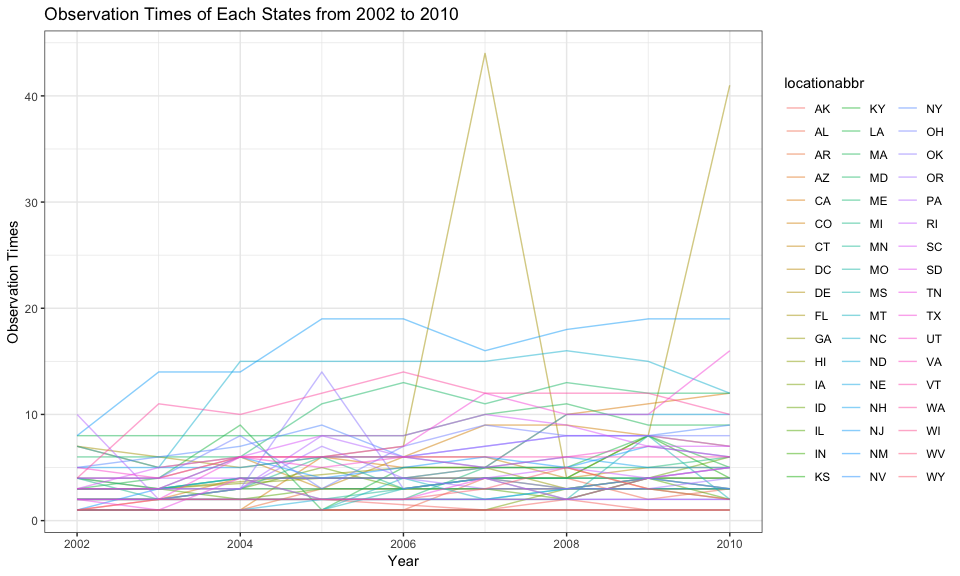 Observation Times of Each States from 2002 to 2010
Observation Times
40
30
20
10
0
2002 2004 2006 2008 2010
Year
locationabbr
AK KY NY
AL LA OH
AR MA OK
AZ MD OR
CA ME PA
CO MI RI
CT MN SC
DC MO SD
DE MS TN
FL MT TX
GA NC UT
HI ND VA
IA NE VT
ID NH WA
IL NJ WI
IN NM WV
KS NV WY